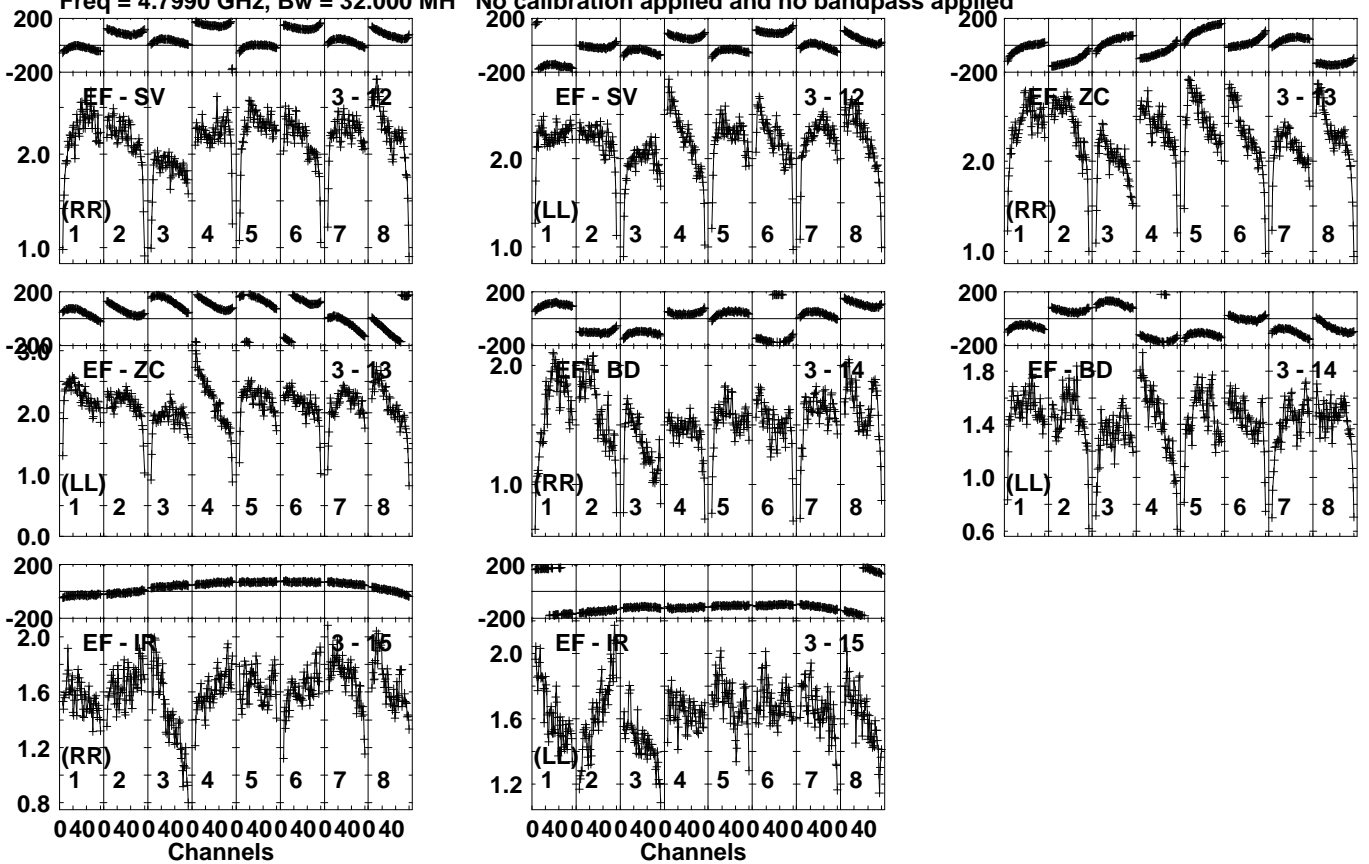 Freq = 4.7990 GHz, Bw = 32.000 MH No calibration applied and no bandpass applied
200
-200
EF - SV 3 - 12
2.0
(RR)
1 2 3 4 5 6 7 8
1.0
200
-200
EF - SV 3 - 12
2.0
(LL)
1 2 3 4 5 6 7 8
1.0
200
-200
EF - ZC 3 - 13
2.0
(RR)
1 2 3 4 5 6 7 8
1.0
200
-200
3.0
EF - ZC 3 - 13
2.0
1.0
(LL)
1 2 3 4 5 6 7 8
0.0
200
-200
2.0
EF - BD 3 - 14
1.0
(RR)
1 2 3 4 5 6 7 8
200
-200
1.8
EF - BD 3 - 14
1.4
1.0
(LL)
1 2 3 4 5 6 7 8
0.6
200
-200
2.0
EF - IR 3 - 15
1.6
1.2
(RR)
1 2 3 4 5 6 7 8
0.8
0 40 0 40 0 40 0 40 0 40 0 40 0 40 0 40
Channels
200
-200
2.0
EF - IR 3 - 15
1.6
(LL)
1 2 3 4 5 6 7 8
1.2
0 40 0 40 0 40 0 40 0 40 0 40 0 40 0 40
Channels